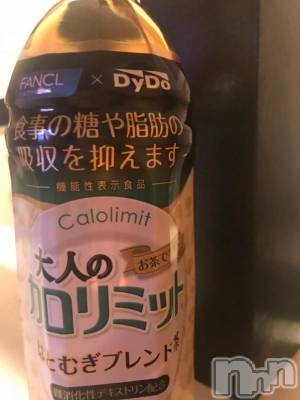 FANCL × DyDo
食事の糖や脂肪の
吸収を抑えます
機能性表示食品
Calolimit
お茶で
大人の
カロリミット
はとむぎブレンド
消化性デキストリン配合
nnn